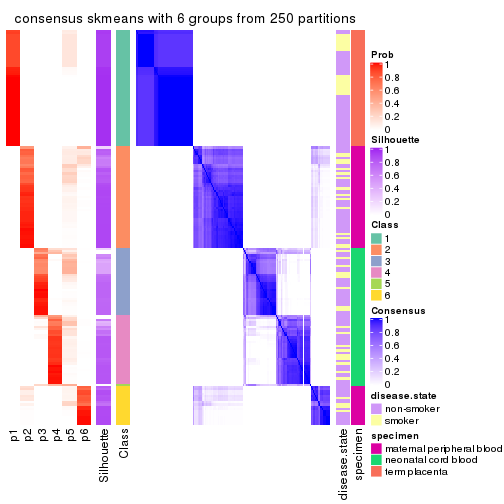 consensus skmeans with 6 groups from 250 partitions
Prob
1
0.8
0.6
0.4
0.2
0
Silhouette
1
0.8
0.6
0.4
0.2
0
Class
1
2
3
4
5
6
Consensus
1
0.8
0.6
0.4
0.2
0
disease.state
non-smoker
smoker
specimen
maternal peripheral blood
neonatal cord blood
term placenta
p1
p2
p3
p4
p5
p6
Silhouette
Class
disease.state
specimen